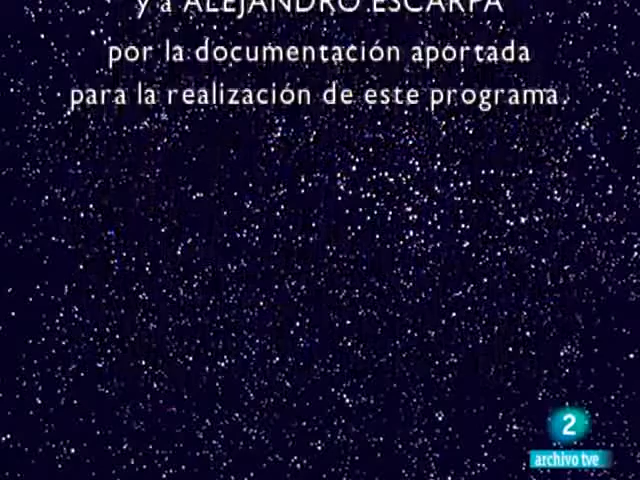 y a ALEJANDRO ESCARPA
por la documentación aportada
para la realización de este programa.
2
archivo tve